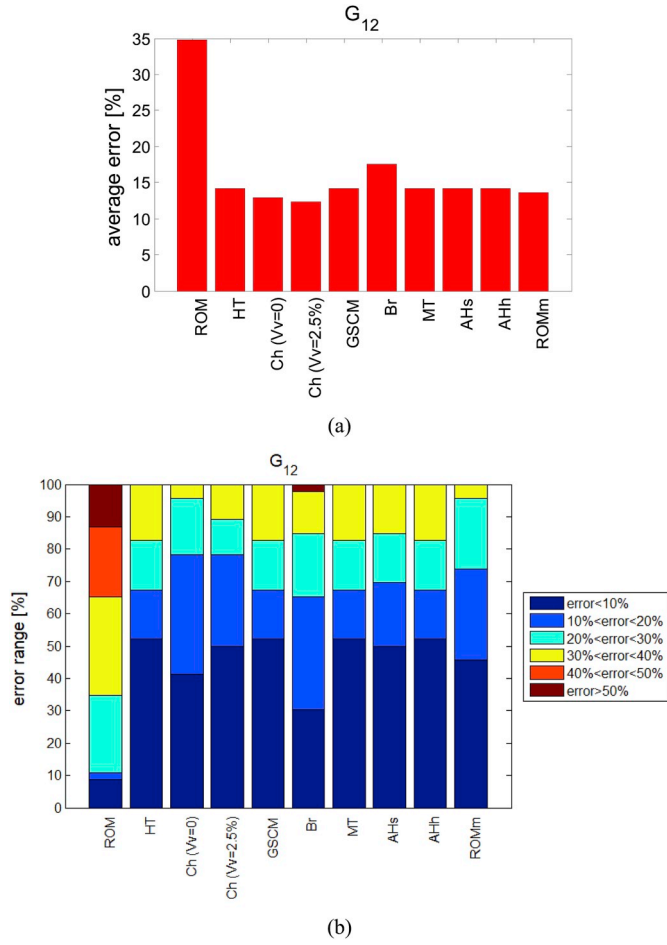 G12
average error [%]
35
30
25
20
15
10
5
0
ROM
HT
Ch (Vv=0)
Ch (Vv=2.5%)
GSCM
Br
MT
AHs
AHh
ROMm
(a)
G12
error range [%]
100
90
80
70
60
50
40
30
20
10
0
ROM
HT
Ch (Vv=0)
Ch (Vv=2.5%)
GSCM
Br
MT
AHs
AHh
ROMm
error<10%
10%<error<20%
20%<error<30%
30%<error<40%
40%<error<50%
error>50%
(b)